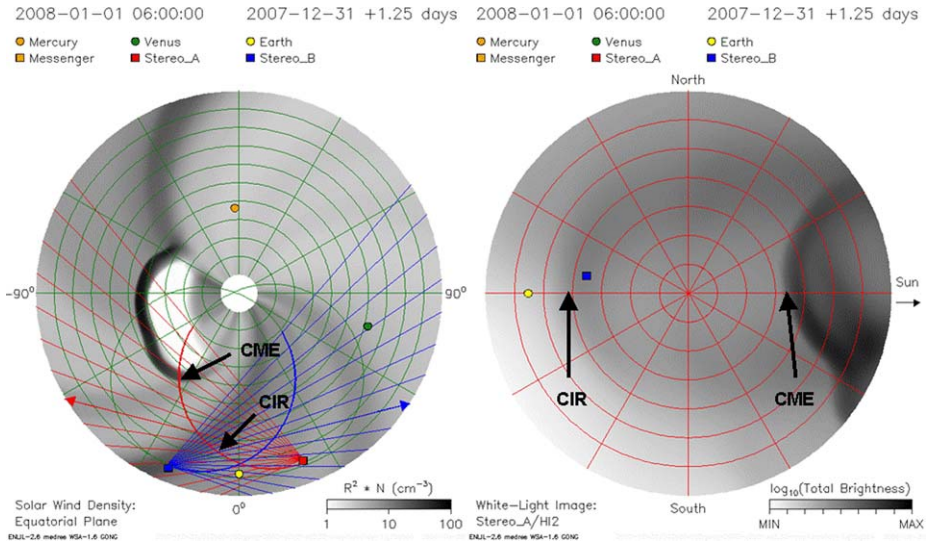 2008-01-01 06:00:00 2007-12-31 +1.25 days
Mercury Venus Earth
Messenger Stereo_A Stereo_B
-90° 90°
CME
CIR
0°
Solar Wind Density:
Equatorial Plane
R² * N (cm⁻³)
1 10 100
ENLIL-2.6 medres WSA-1.6 GONG
2008-01-01 06:00:00 2007-12-31 +1.25 days
Mercury Venus Earth
Messenger Stereo_A Stereo_B
North
Sun
CIR
CME
South
White-Light Image:
Stereo_A/HI2
log₁₀(Total Brightness)
MIN MAX
ENLIL-2.6 medres WSA-1.6 GONG